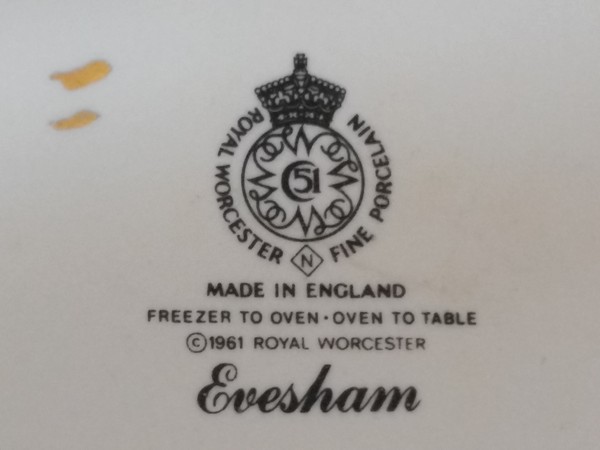 ROYAL WORCESTER FINE PORCELAIN
51
N
MADE IN ENGLAND
FREEZER TO OVEN · OVEN TO TABLE
©1961 ROYAL WORCESTER
Evesham